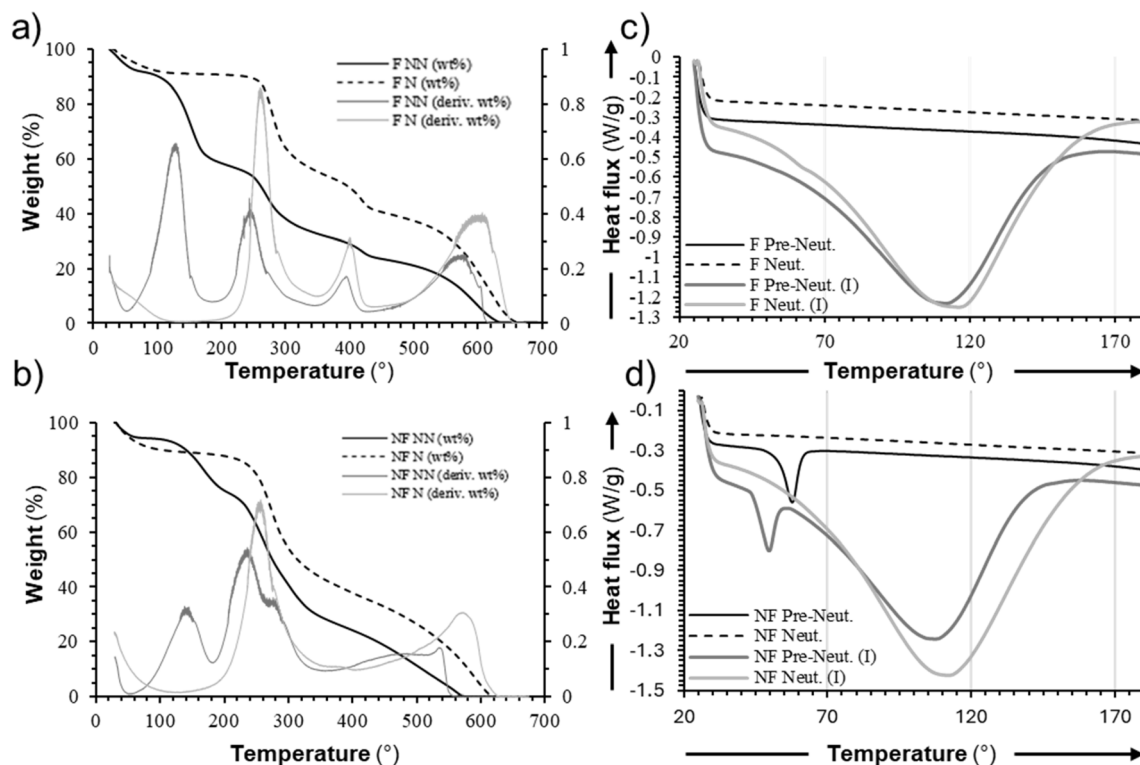 a)
100
80
60
40
20
0
Weight (%)
1
0.8
0.6
0.4
0.2
0
F NN (wt%)
F N (wt%)
F NN (deriv. wt%)
F N (deriv. wt%)
0 100 200 300 400 500 600 700
Temperature (°)
b)
100
80
60
40
20
0
Weight (%)
1
0.8
0.6
0.4
0.2
0
NF NN (wt%)
NF N (wt%)
NF NN (deriv. wt%)
NF N (deriv. wt%)
0 100 200 300 400 500 600 700
Temperature (°)
c)
0
-0.1
-0.2
-0.3
-0.4
-0.5
-0.6
-0.7
-0.8
-0.9
-1
-1.1
-1.2
-1.3
Heat flux (W/g)
F Pre-Neut.
F Neut.
F Pre-Neut. (I)
F Neut. (I)
20 70 120 170
Temperature (°)
d)
-0.1
-0.3
-0.5
-0.7
-0.9
-1.1
-1.3
-1.5
Heat flux (W/g)
NF Pre-Neut.
NF Neut.
NF Pre-Neut. (I)
NF Neut. (I)
20 70 120 170
Temperature (°)